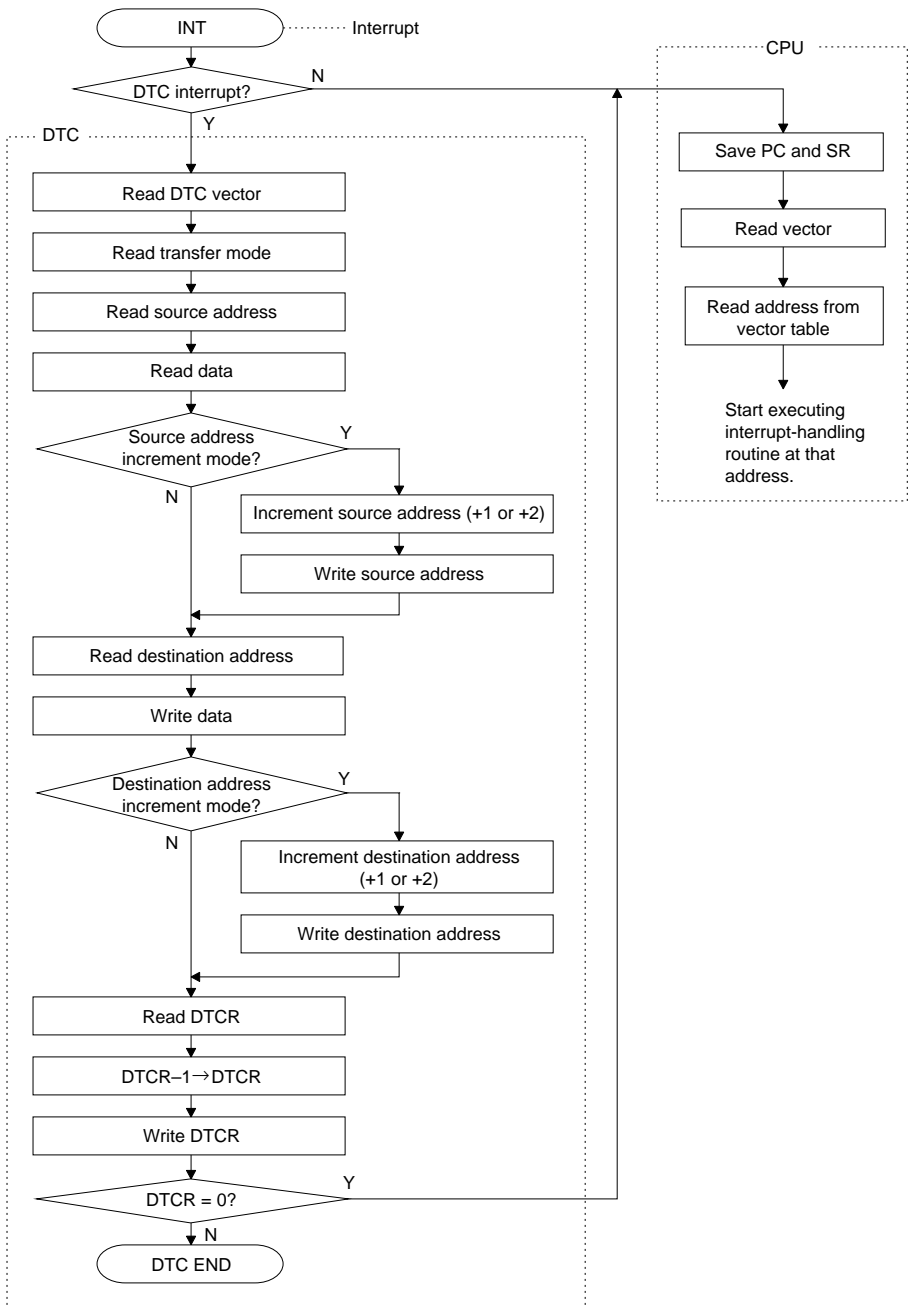 INT
Interrupt
DTC interrupt?
N
Y
CPU
Save PC and SR
Read vector
Read address from
vector table
Start executing
interrupt-handling
routine at that
address.
DTC
Read DTC vector
Read transfer mode
Read source address
Read data
Source address
increment mode?
Y
N
Increment source address (+1 or +2)
Write source address
Read destination address
Write data
Destination address
increment mode?
Y
N
Increment destination address
(+1 or +2)
Write destination address
Read DTCR
DTCR–1→DTCR
Write DTCR
DTCR = 0?
Y
N
DTC END